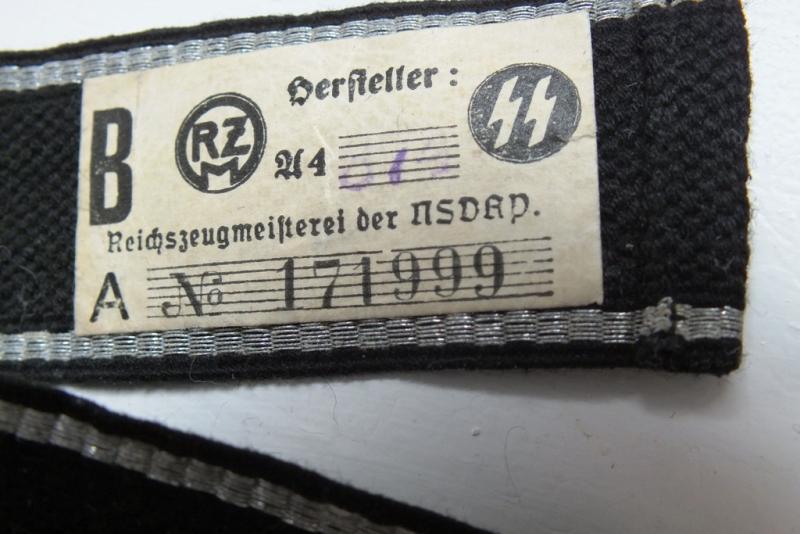 Hersteller:
B RZM A4
Reichszeugmeisterei der NSDAP.
A № 171999